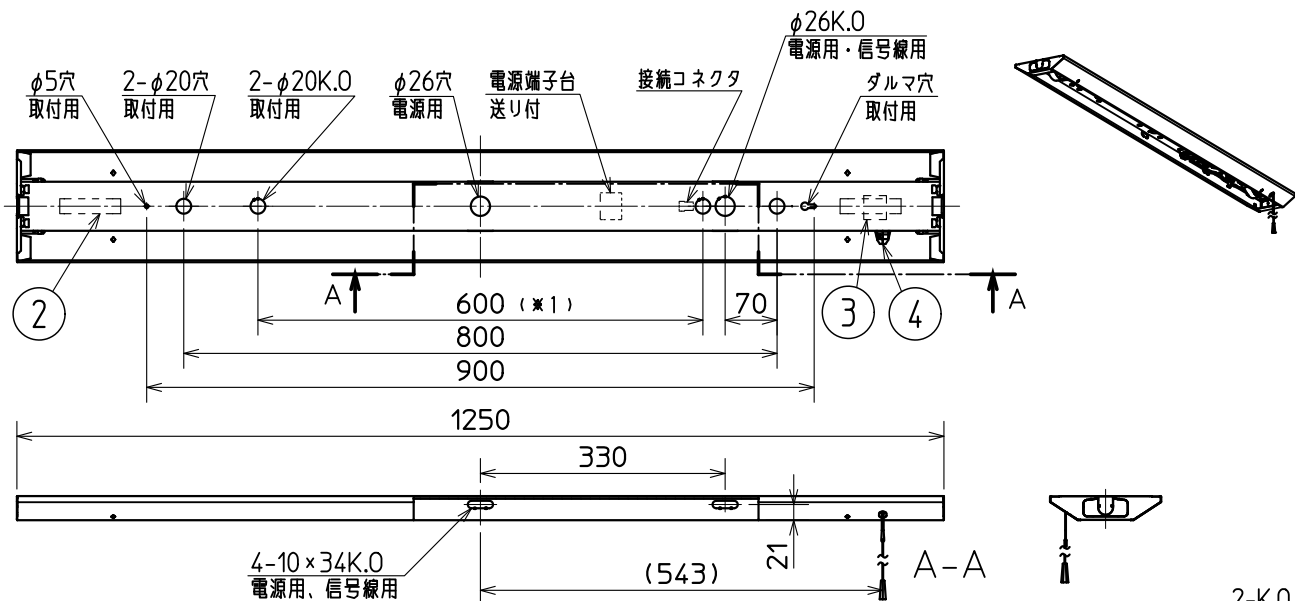 φ5穴
取付用
2-φ20穴
取付用
2-φ20K.O
取付用
φ26穴
電源用
電源端子台
送り付
接続コネクタ
φ26K.O
電源用・信号線用
ダルマ穴
取付用
2
A
600 (※1)
70
3
4
A
800
900
1250
330
4-10×34K.O
電源用、信号線用
(543)
21
A-A
2-K.O